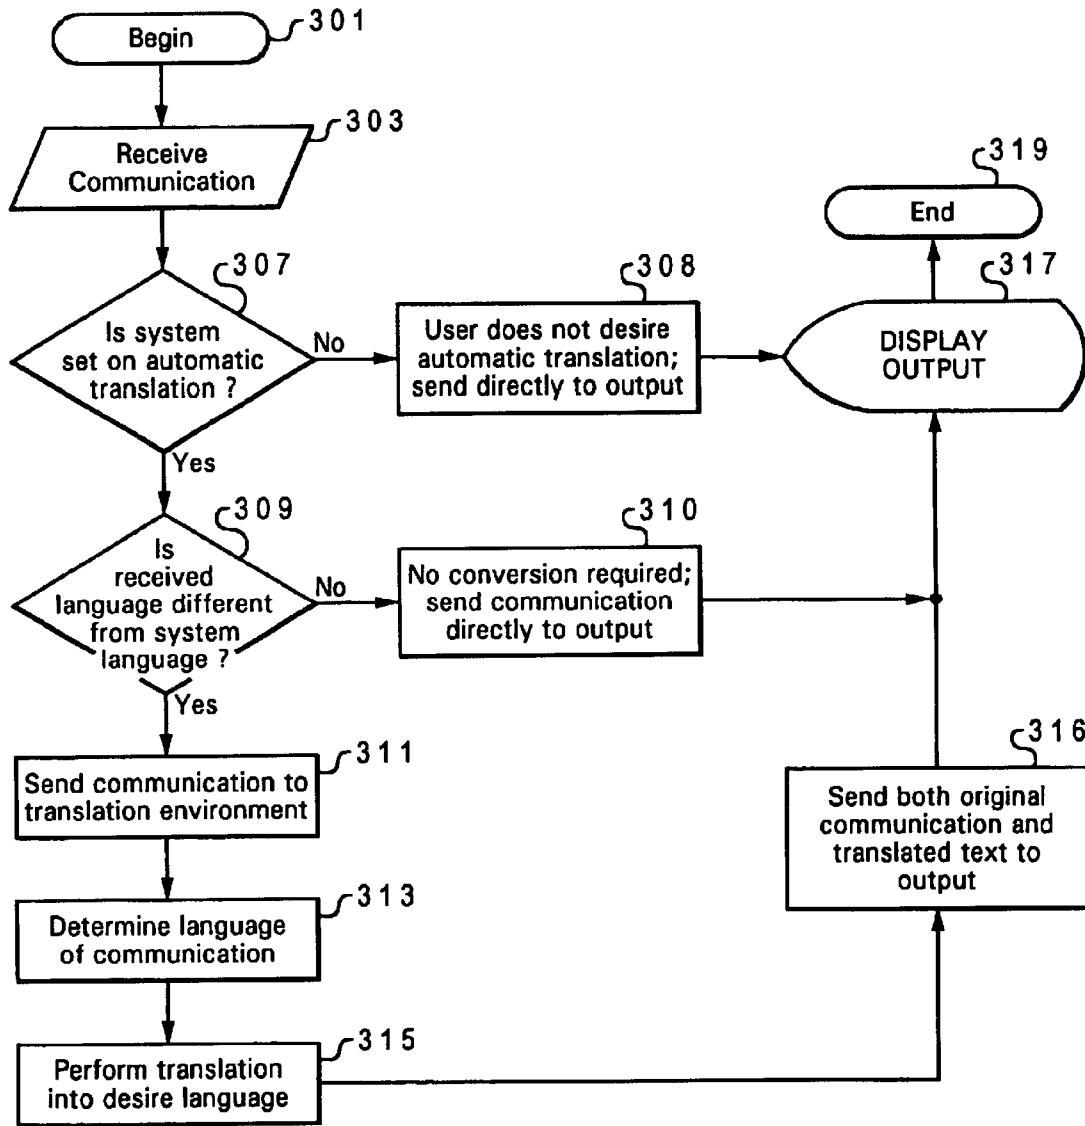 Begin
301
Receive
Communication
303
Is system
set on automatic
translation ?
307
No
Yes
User does not desire
automatic translation;
send directly to output
308
DISPLAY
OUTPUT
317
End
319
Is
received
language different
from system
language ?
309
No
Yes
No conversion required;
send communication
directly to output
310
Send communication to
translation environment
311
Determine language
of communication
313
Perform translation
into desire language
315
Send both original
communication and
translated text to
output
316